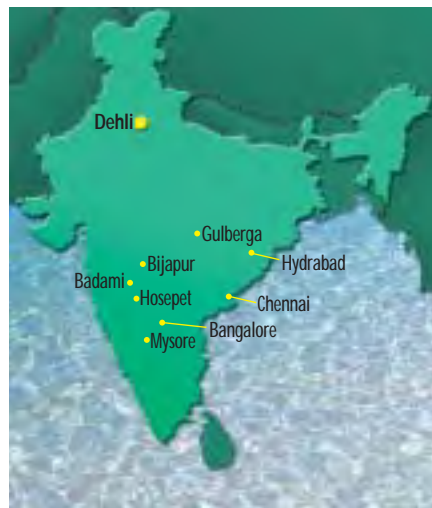 Dehli
Gulberga
Hydrabad
Bijapur
Badami
Hosepet
Chennai
Bangalore
Mysore